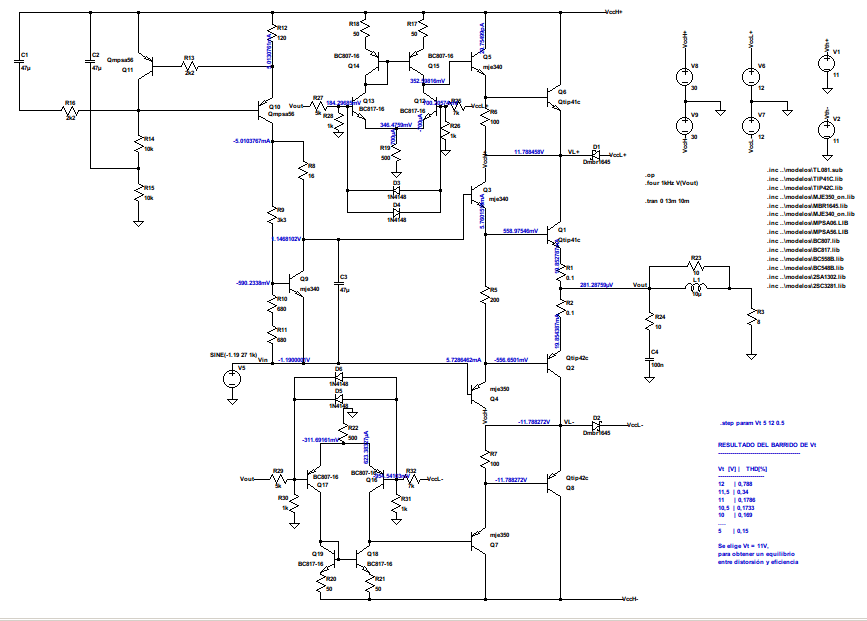 VccH+
R12
120
R18
50
R17
50
C1
47µ
C2
47µ
Qmpsa56
Q11
R13
2k2
BC807-16
Q14
BC807-16
Q15
Q5
mje340
VccH+
V8
30
VccL+
V6
12
Vth+
V1
11
R16
2k2
Q10
Qmpsa56
Vout
R27
5k
R28
1k
Q13
BC817-16
BC817-16
R26
1k
7k
VccL+
R6
100
Q6
Qtip41c
V9
30
VccH-
V7
12
VccL-
Vth-
V2
11
R14
10k
-5.0103767mA
346.4759mV
R19
500
11.788458V
VL+
D1
Dmbr1645
VccL+
R15
10k
R8
16
D3
1N4148
D4
1N4148
VccH+
Q3
mje340
.op
.four 1kHz V(Vout)
.tran 0 13m 10m
.inc ..\modelos\TL081.sub
.inc ..\modelos\TIP41C.lib
.inc ..\modelos\TIP42C.lib
.inc ..\modelos\MJE350_on.lib
.inc ..\modelos\MBR1645.lib
.inc ..\modelos\MJE340_on.lib
.inc ..\modelos\MPSA06.LIB
.inc ..\modelos\MPSA56.LIB
.inc ..\modelos\BC807.lib
.inc ..\modelos\BC817.lib
.inc ..\modelos\BC558B.lib
.inc ..\modelos\BC548B.lib
.inc ..\modelos\2SA1302.lib
.inc ..\modelos\2SC3281.lib
R9
3k3
1.1468102V
558.97546mV
Q1
Qtip41c
-590.2338mV
Q9
mje340
C3
47µ
R1
0.1
R10
680
R5
200
281.28759µV
Vout
R23
10
L1
10µ
R2
0.1
R11
680
R24
10
R3
8
SINE(-1.19 27 1k)
Vin
-1.1900000V
5.7286462mA
-556.6501mV
Qtip42c
Q2
C4
100n
V5
D6
1N4148
D5
1N4148
mje350
Q4
VccH-
R22
500
-311.69161mV
-11.788272V
VL-
D2
Dmbr1645
VccL-
.step param Vt 5 12 0.5
R7
100
RESULTADO DEL BARRIDO DE Vt
Vout
R29
5k
BC807-16
Q17
BC807-16
Q16
R32
7k
VccL-
-11.788272V
Qtip42c
Q8
Vt [V] | THD[%]
12 | 0,788
11,5 | 0,34
11 | 0,1786
10,5 | 0,1733
10 | 0,169
....
5 | 0,15
R30
1k
R31
1k
mje350
Q7
Q19
BC817-16
Q18
BC817-16
Se elige Vt = 11V,
para obtener un equilibrio
entre distorsión y eficiencia
R20
50
R21
50
VccH-